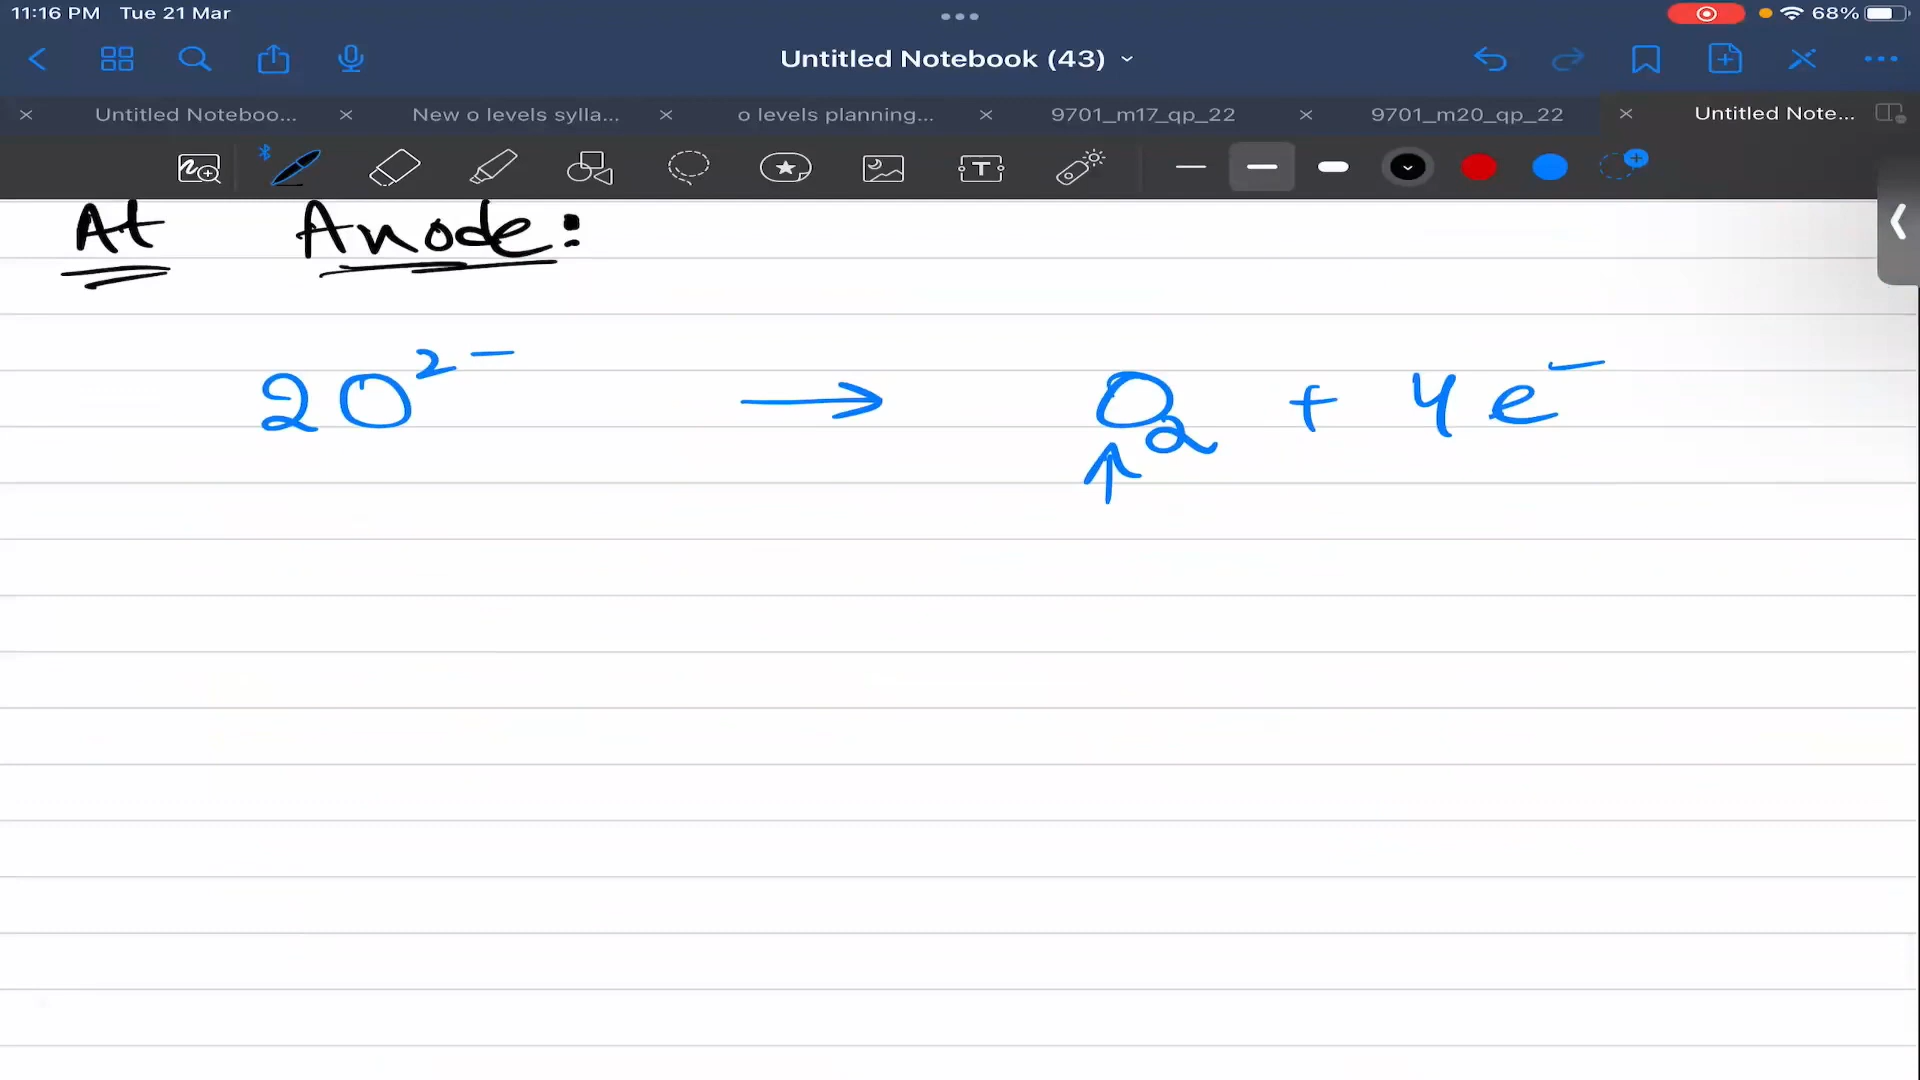 11:16 PM Tue 21 Mar 68%
Untitled Notebook (43)
Untitled Noteboo... New o levels sylla... o levels planning... 9701_m17_qp_22 9701_m20_qp_22 Untitled Note...
T
At Anode:
2O²⁻ → O₂ + 4e⁻
↑